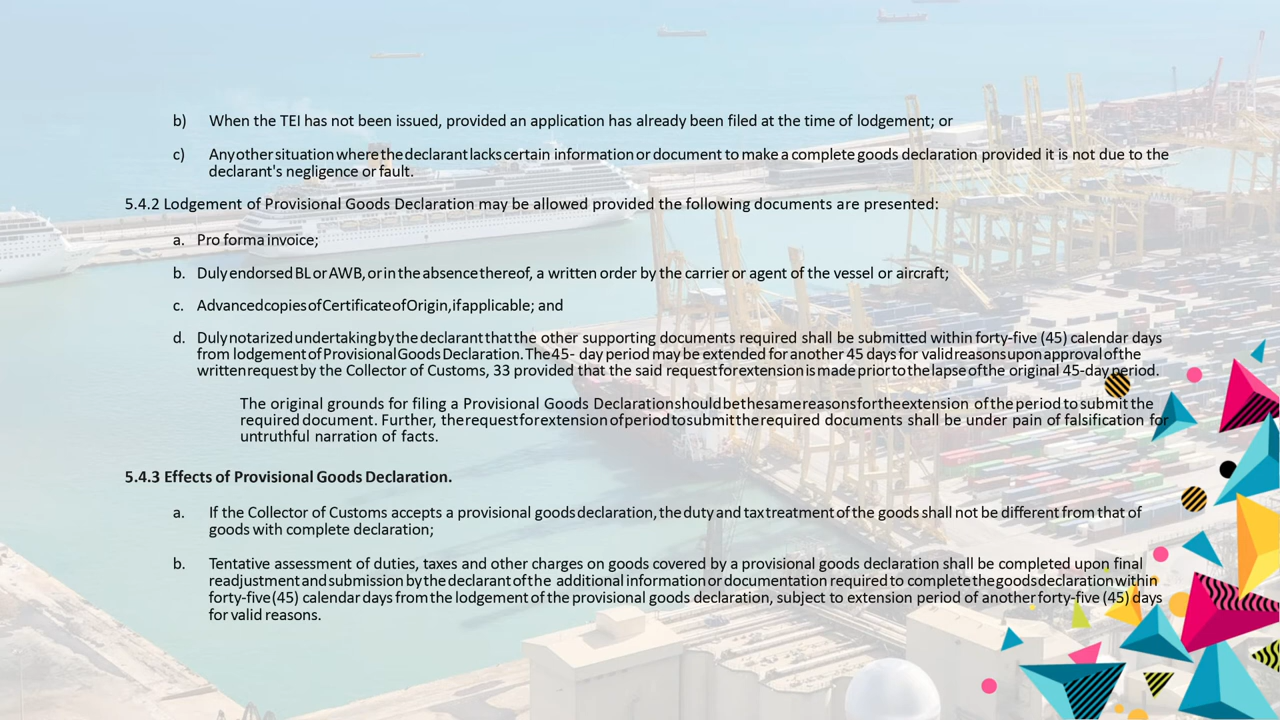 b) When the TEI has not been issued, provided an application has already been filed at the time of lodgement; or
c) Any other situation where the declarant lacks certain information or document to make a complete goods declaration provided it is not due to the
declarant's negligence or fault.
5.4.2 Lodgement of Provisional Goods Declaration may be allowed provided the following documents are presented:
a. Pro forma invoice;
b. Duly endorsed BL or AWB, or in the absence thereof, a written order by the carrier or agent of the vessel or aircraft;
c. Advanced copies of Certificate of Origin, if applicable; and
d. Duly notarized undertaking by the declarant that the other supporting documents required shall be submitted within forty-five (45) calendar days
from lodgement of Provisional Goods Declaration. The 45- day period may be extended for another 45 days for valid reasons upon approval of the
written request by the Collector of Customs, 33 provided that the said request for extension is made prior to the lapse of the original 45-day period.
The original grounds for filing a Provisional Goods Declaration should be the same reasons for the extension of the period to submit the
required document. Further, the request for extension of period to submit the required documents shall be under pain of falsification for
untruthful narration of facts.
5.4.3 Effects of Provisional Goods Declaration.
a. If the Collector of Customs accepts a provisional goods declaration, the duty and tax treatment of the goods shall not be different from that of
goods with complete declaration;
b. Tentative assessment of duties, taxes and other charges on goods covered by a provisional goods declaration shall be completed upon final
readjustment and submission by the declarant of the additional information or documentation required to complete the goods declaration within
forty-five (45) calendar days from the lodgement of the provisional goods declaration, subject to extension period of another forty-five (45) days
for valid reasons.